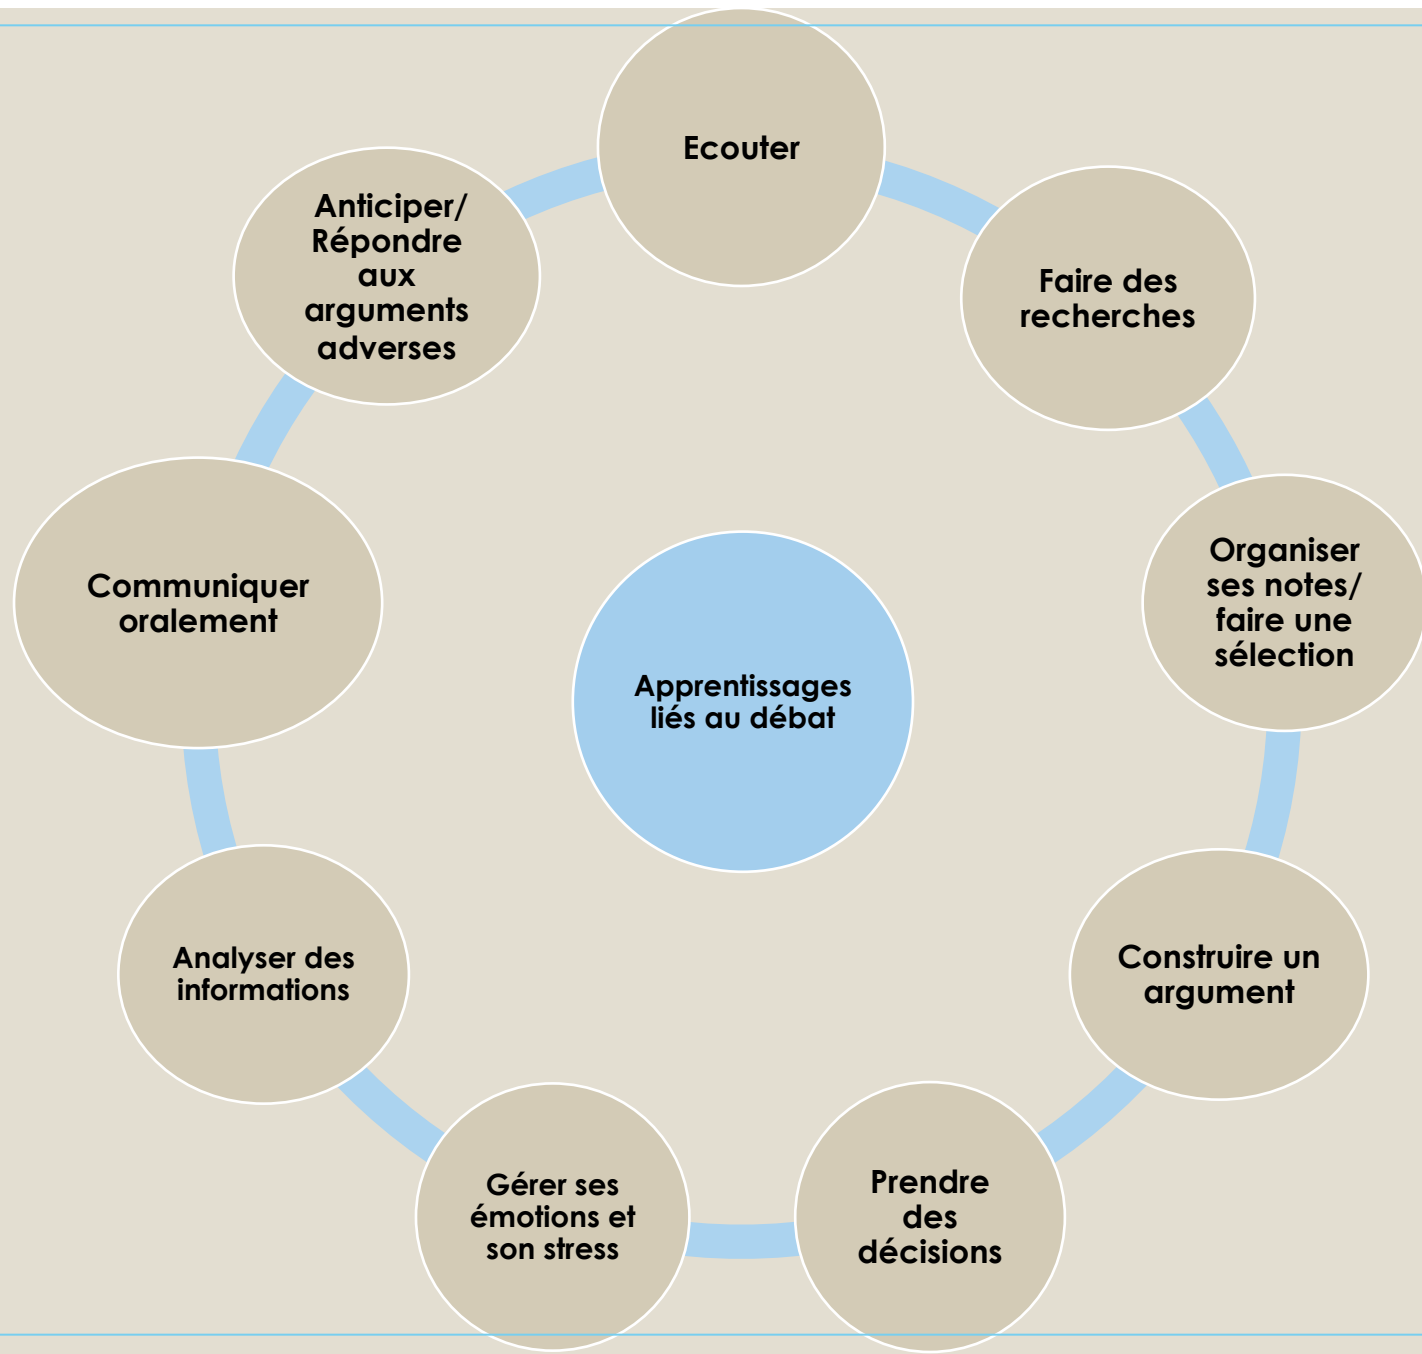 Ecouter
Faire des
recherches
Organiser
ses notes/
faire une
sélection
Construire un
argument
Prendre
des
décisions
Gérer ses
émotions et
son stress
Analyser des
informations
Communiquer
oralement
Anticiper/
Répondre
aux
arguments
adverses
Apprentissages
liés au débat